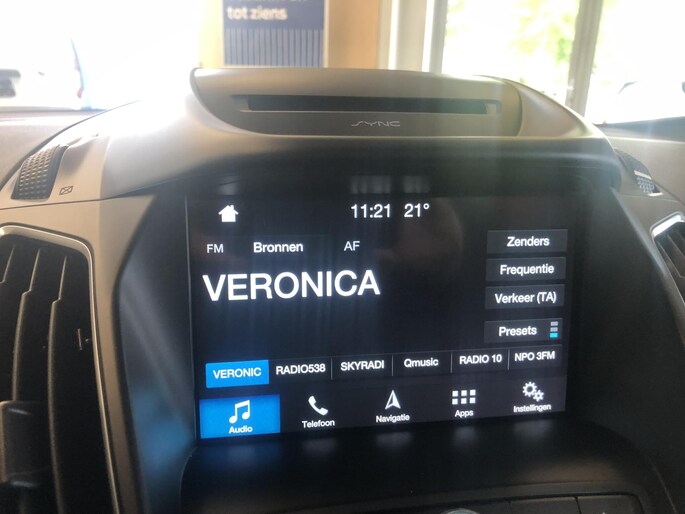 tot ziens
SYNC
11:21 21°
FM Bronnen AF
Zenders
VERONICA
Frequentie
Verkeer (TA)
Presets
VERONIC RADIO538 SKYRADI Qmusic RADIO 10 NPO 3FM
Audio Telefoon Navigatie Apps Instellingen